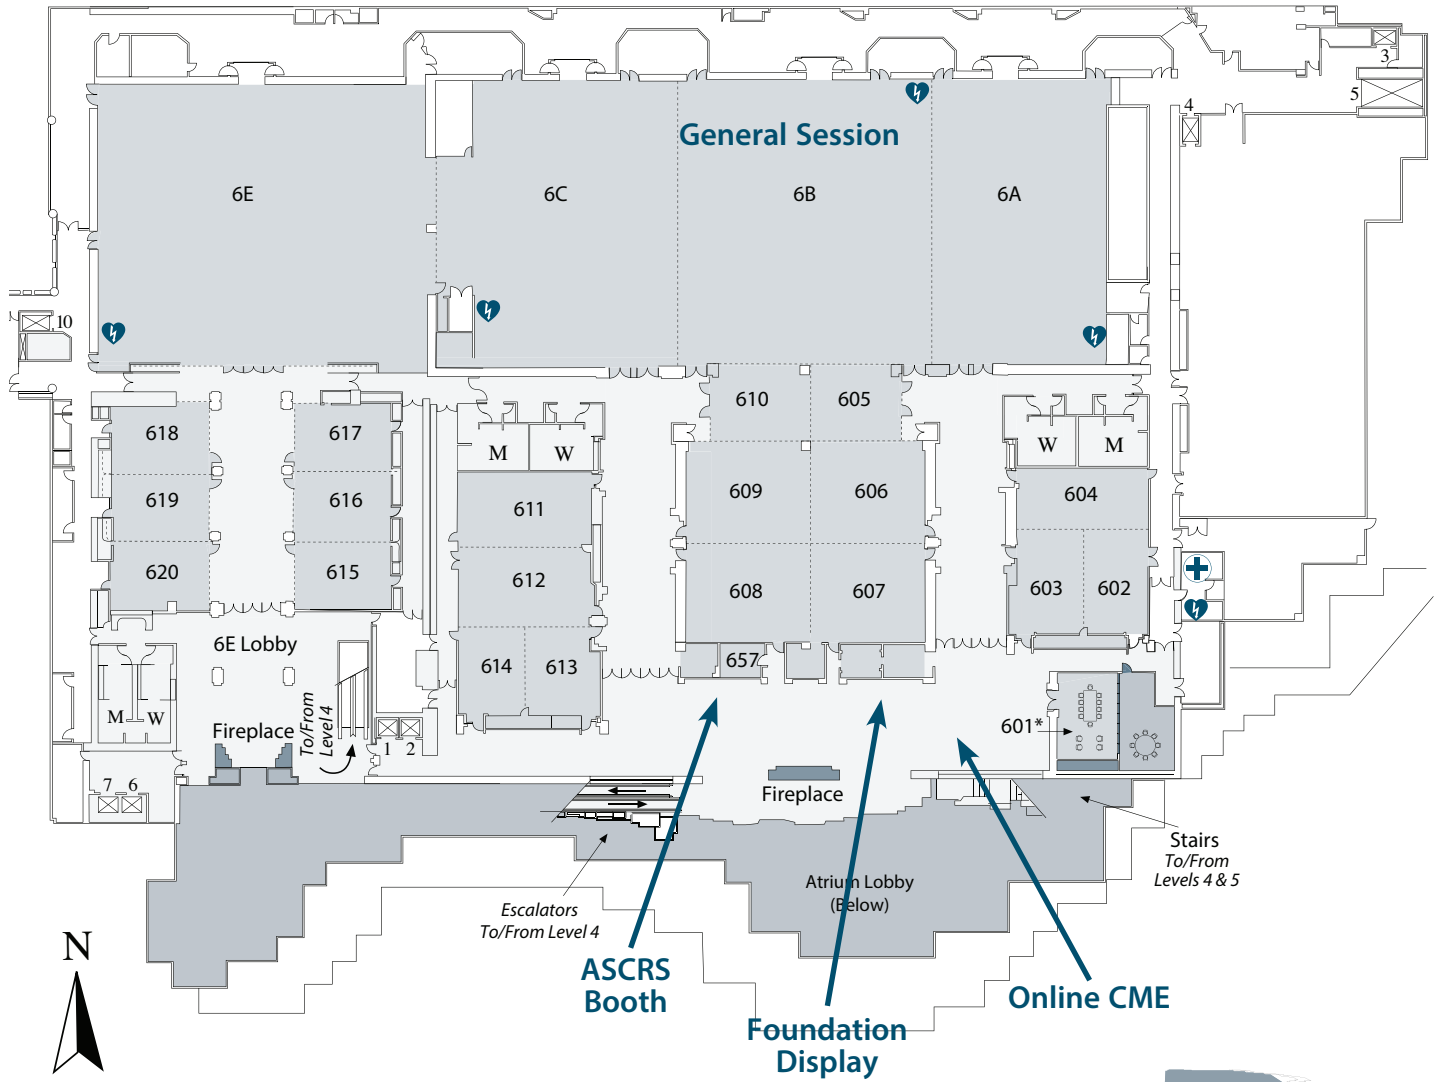 3
5
4
General Session
6E
6C
6B
6A
10
610
605
618
617
M
W
W
M
619
616
611
609
606
604
620
615
612
608
607
603
602
6E Lobby
614
613
657
M
W
Fireplace
To/From
Level 4
1
2
601*
7
6
Fireplace
Stairs
To/From
Levels 4 & 5
Atrium Lobby
(Below)
Escalators
To/From Level 4
N
ASCRS
Booth
Online CME
Foundation
Display